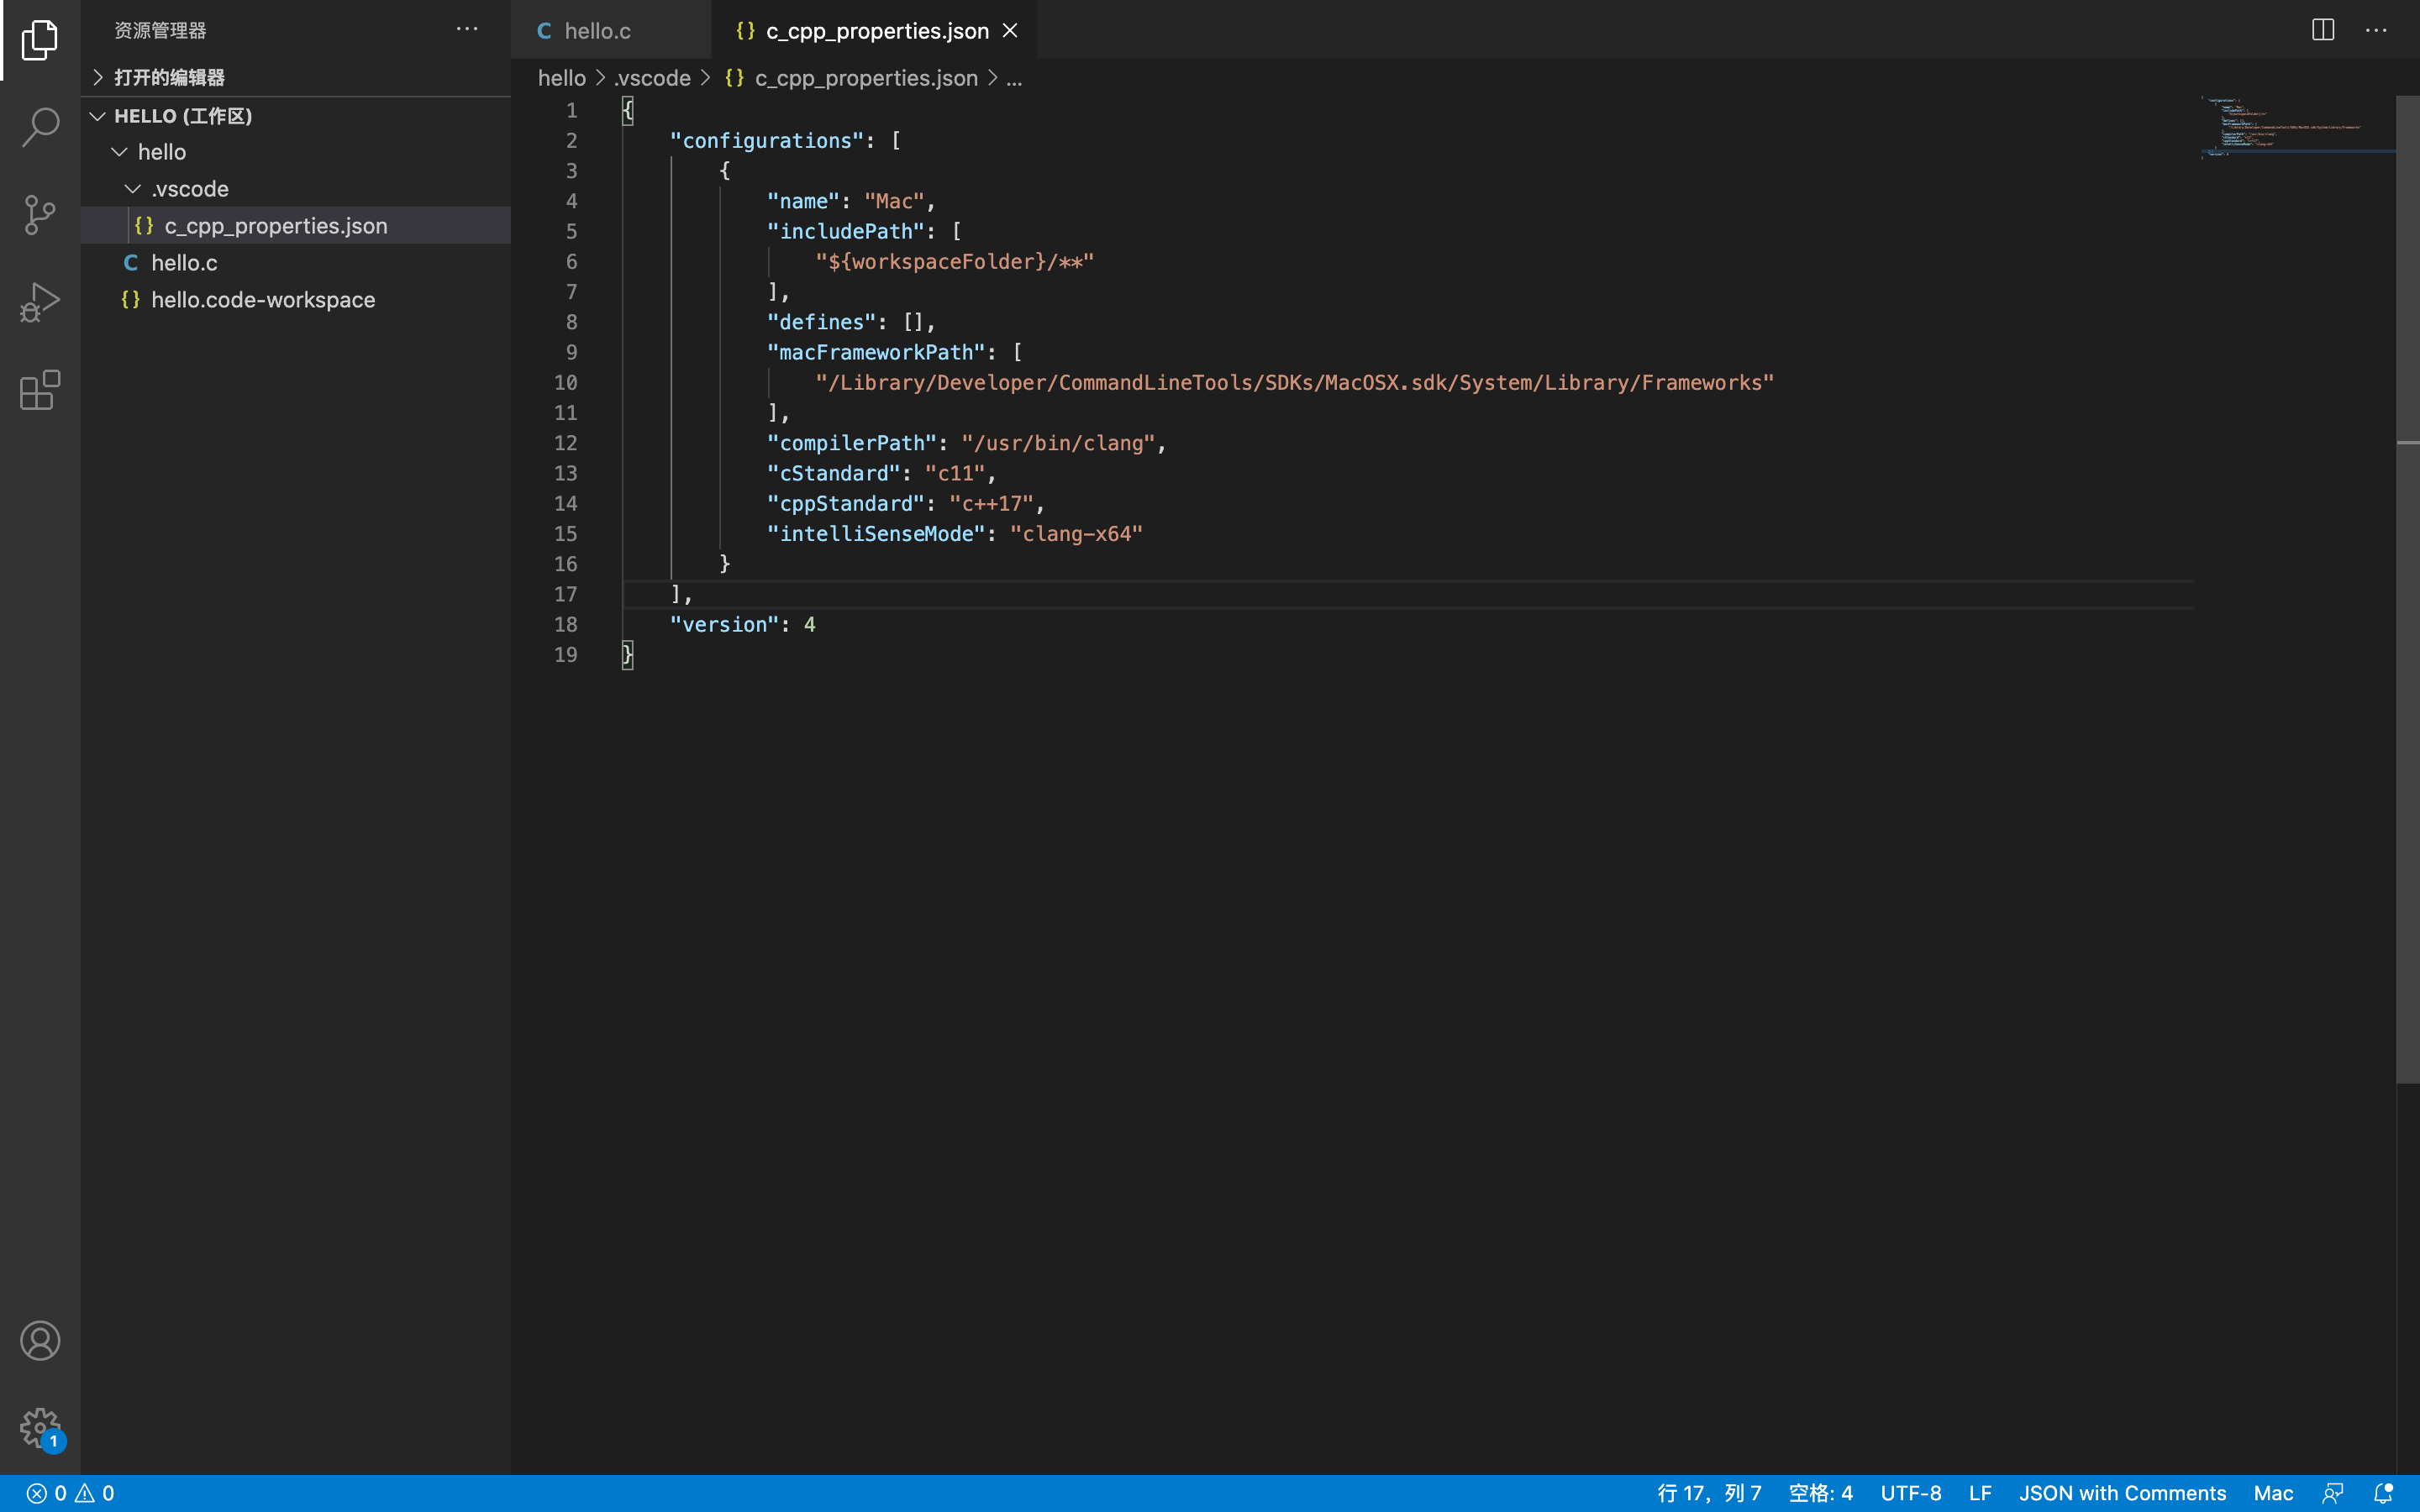 资源管理器
打开的编辑器
HELLO (工作区)
hello
.vscode
{} c_cpp_properties.json
C hello.c
{} hello.code-workspace
C hello.c
{} c_cpp_properties.json
hello > .vscode > {} c_cpp_properties.json > ...
1 {
2 "configurations": [
3 {
4 "name": "Mac",
5 "includePath": [
6 "${workspaceFolder}/**"
7 ],
8 "defines": [],
9 "macFrameworkPath": [
10 "/Library/Developer/CommandLineTools/SDKs/MacOSX.sdk/System/Library/Frameworks"
11 ],
12 "compilerPath": "/usr/bin/clang",
13 "cStandard": "c11",
14 "cppStandard": "c++17",
15 "intelliSenseMode": "clang-x64"
16 }
17 ],
18 "version": 4
19 }
1
0 0 行 17，列 7 空格: 4 UTF-8 LF JSON with Comments Mac